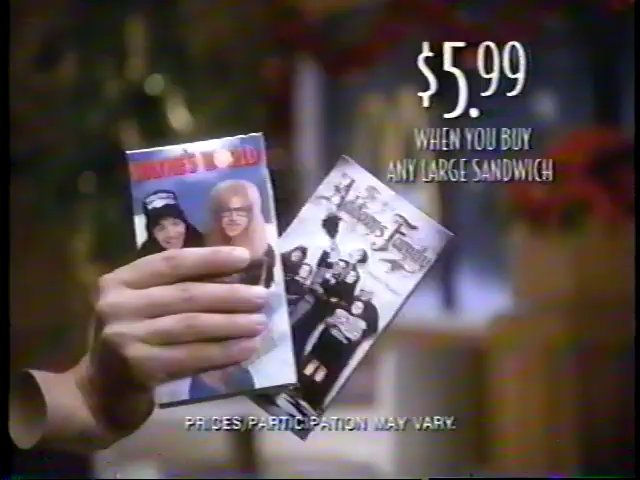 $5.99
WHEN YOU BUY
ANY LARGE SANDWICH
WAYNE'S WORLD
The
Addams Family
PRICES/PARTICIPATION MAY VARY.